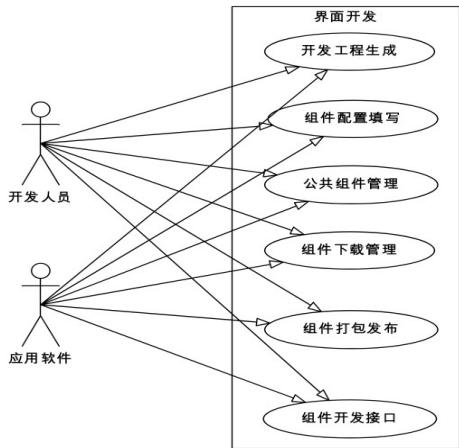 界面开发
开发工程生成
组件配置填写
公共组件管理
开发人员
组件下载管理
组件打包发布
应用软件
组件开发接口